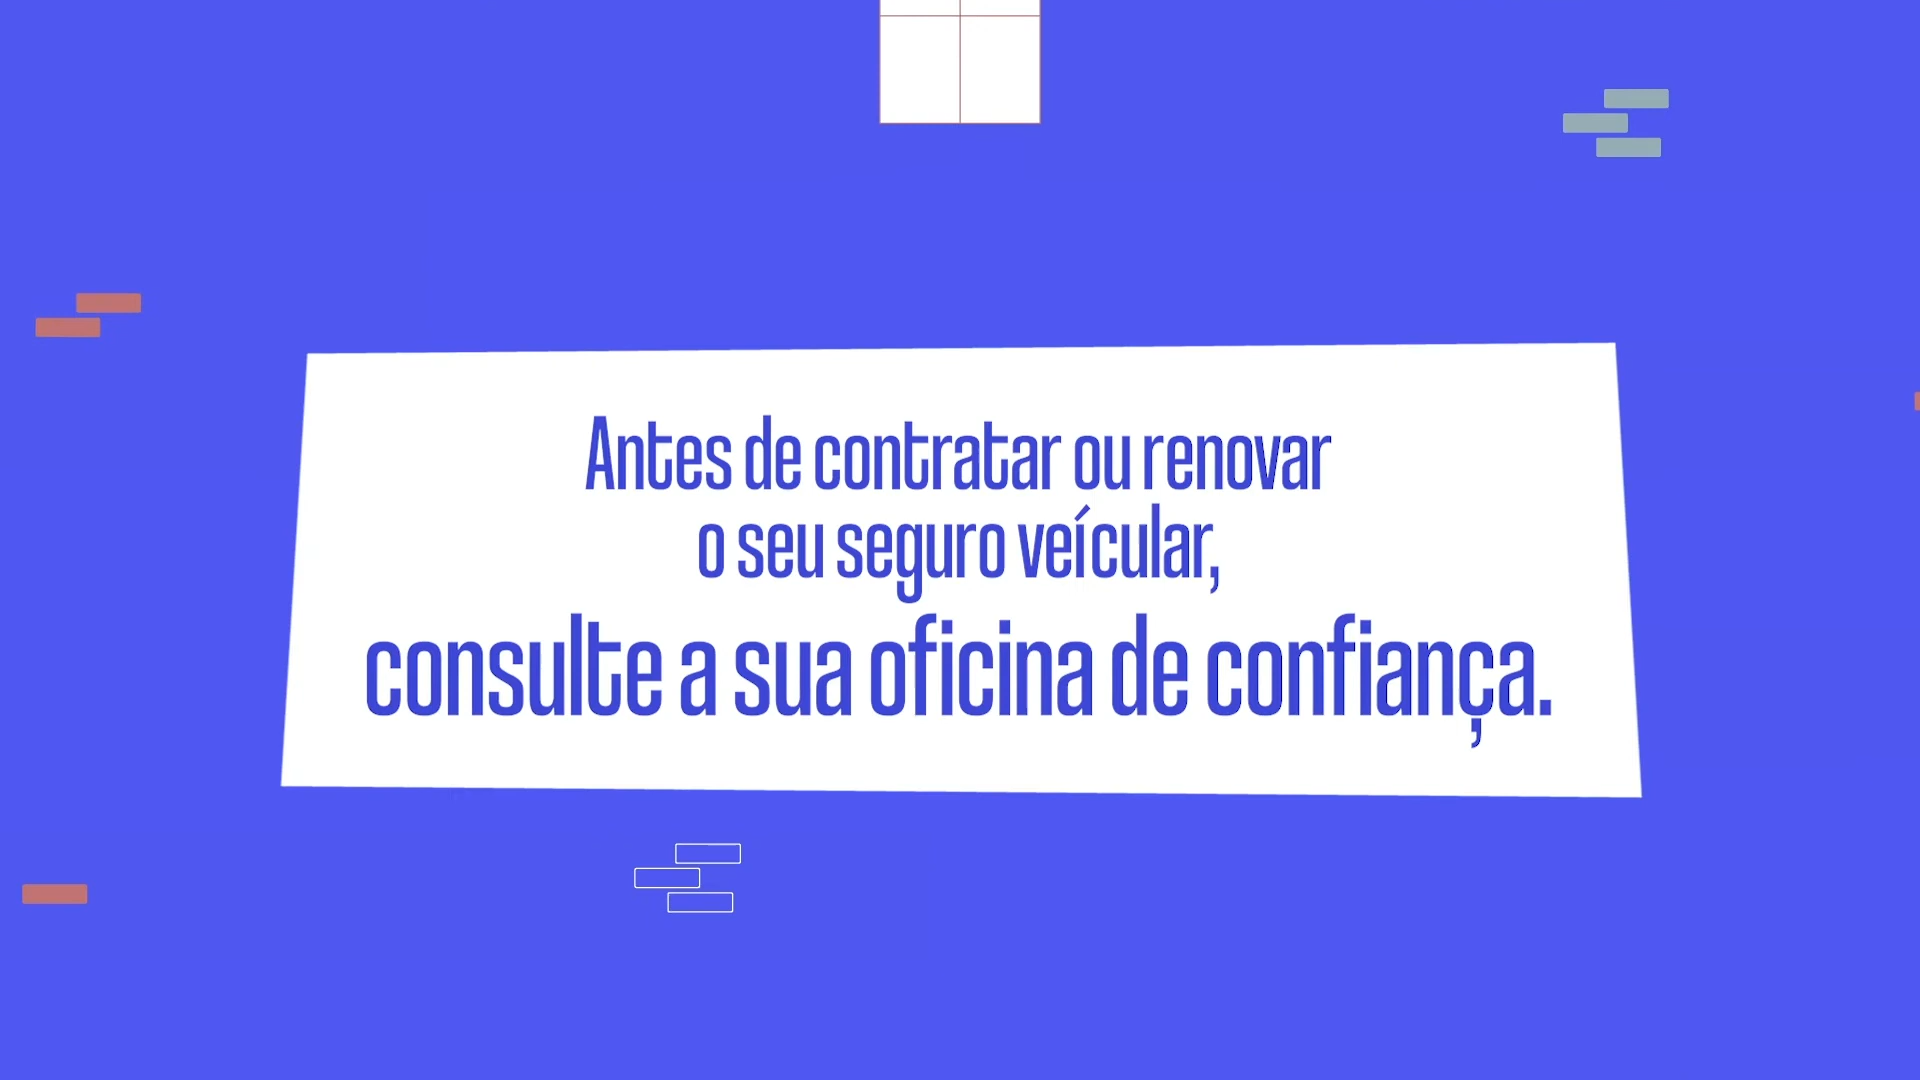 Antes de contratar ou renovar
o seu seguro veícular,
consulte a sua oficina de confiança.